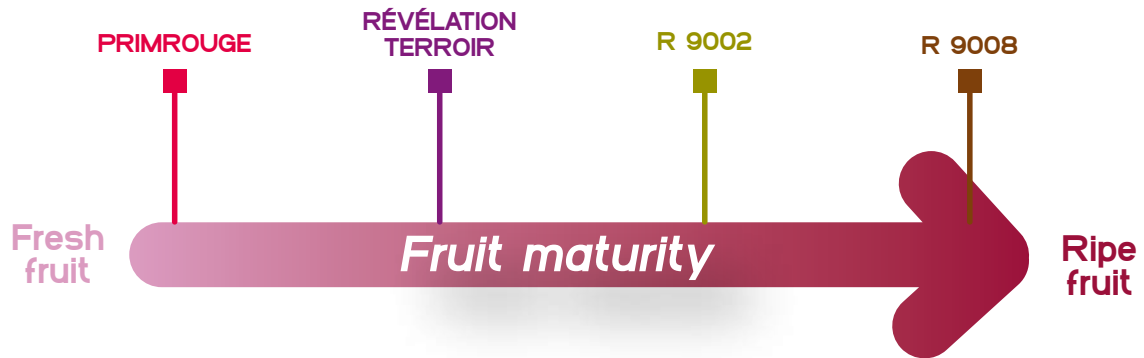 PRIMROUGE
RÉVÉLATION
TERROIR
R 9002
R 9008
Fresh
fruit
Fruit maturity
Ripe
fruit